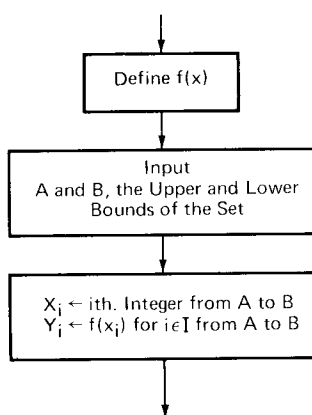 Define f(x)
Input
A and B, the Upper and Lower
Bounds of the Set
Xᵢ ← ith. Integer from A to B
Yᵢ ← f(xᵢ) for iϵI from A to B